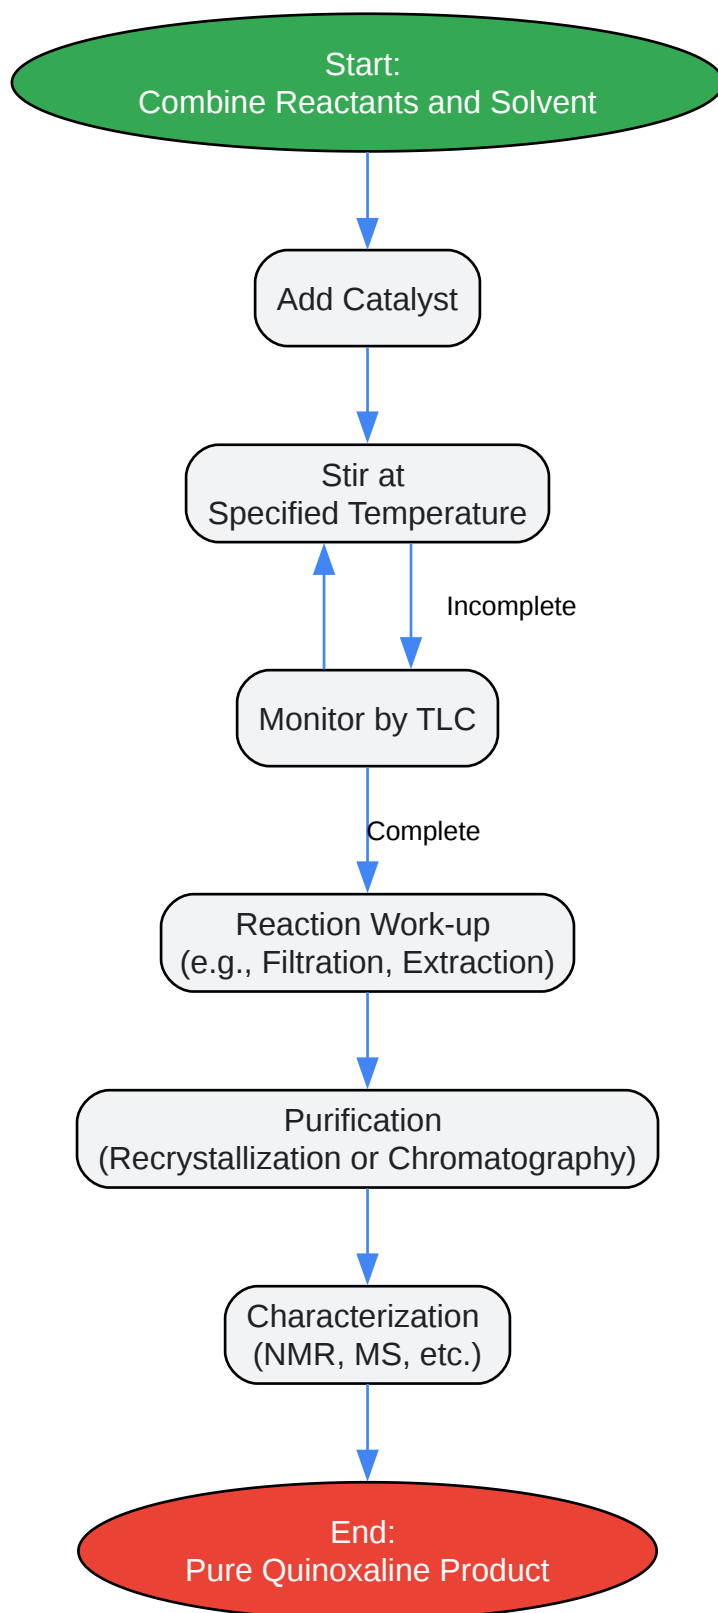 Start:
Combine Reactants and Solvent
Add Catalyst
Stir at
Specified Temperature
Incomplete
Monitor by TLC
Complete
Reaction Work-up
(e.g., Filtration, Extraction)
Purification
(Recrystallization or Chromatography)
Characterization
(NMR, MS, etc.)
End:
Pure Quinoxaline Product